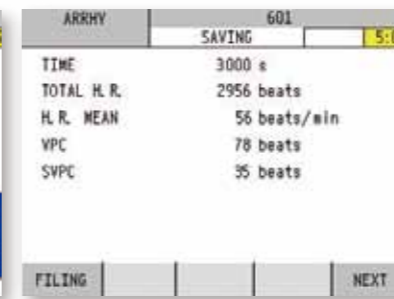 ARRHY 601
SAVING 5:
TIME 3000 s
TOTAL H.R. 2956 beats
H.R. MEAN 56 beats/min
VPC 78 beats
SVPC 35 beats
FILING NEXT